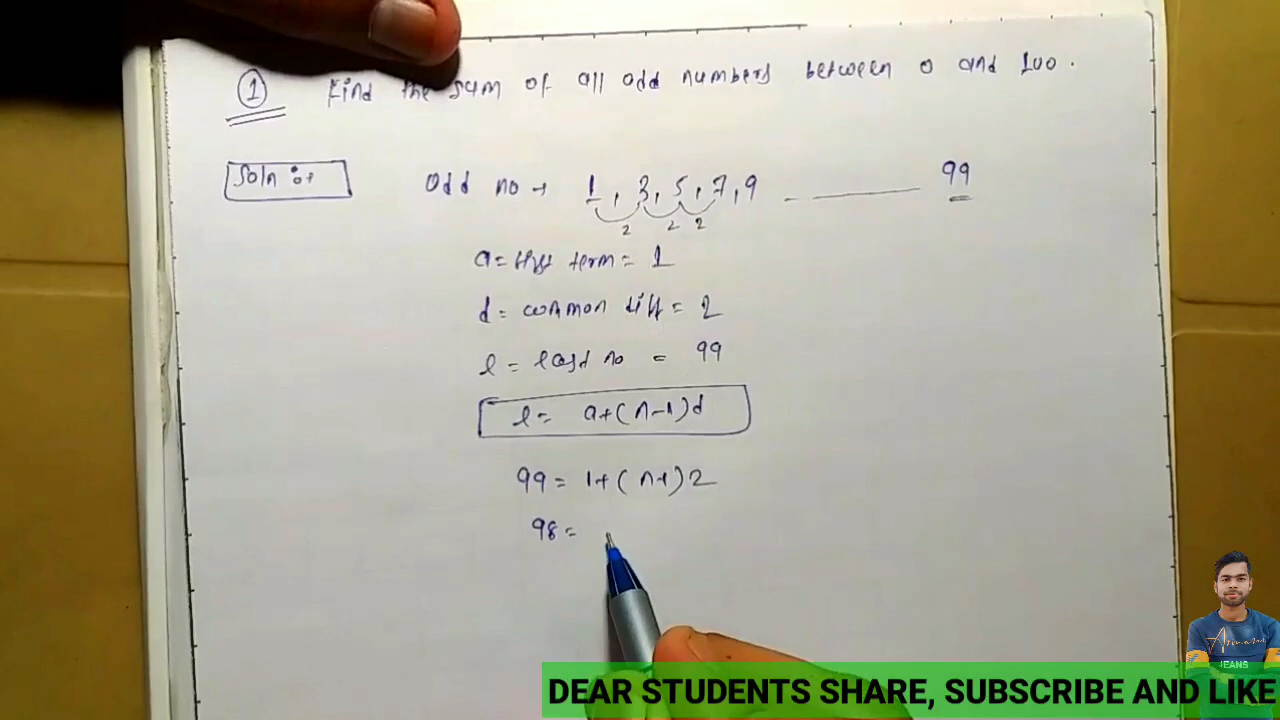 ① Find the sum of all odd numbers between 0 and 100.
Soln :→ Odd no → 1, 3, 5, 7, 9 - —— 99
2 2 2
a = first term = 1
d = common diff = 2
l = last no = 99
l = a+(n-1)d
99 = 1+(n-1)2
98 =
Armani
JEANS
DEAR STUDENTS SHARE, SUBSCRIBE AND LIKE